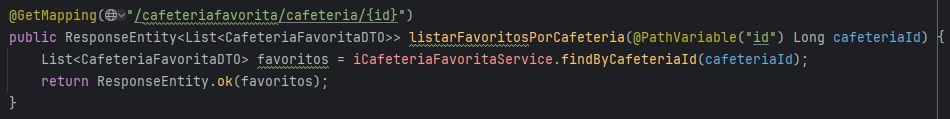 @GetMapping("/cafeteriafavorita/cafeteria/{id}")
public ResponseEntity<List<CafeteriaFavoritaDTO>> listarFavoritosPorCafeteria(@PathVariable("id") Long cafeteriaId) {
    List<CafeteriaFavoritaDTO> favoritos = iCafeteriaFavoritaService.findByCafeteriaId(cafeteriaId);
    return ResponseEntity.ok(favoritos);
}